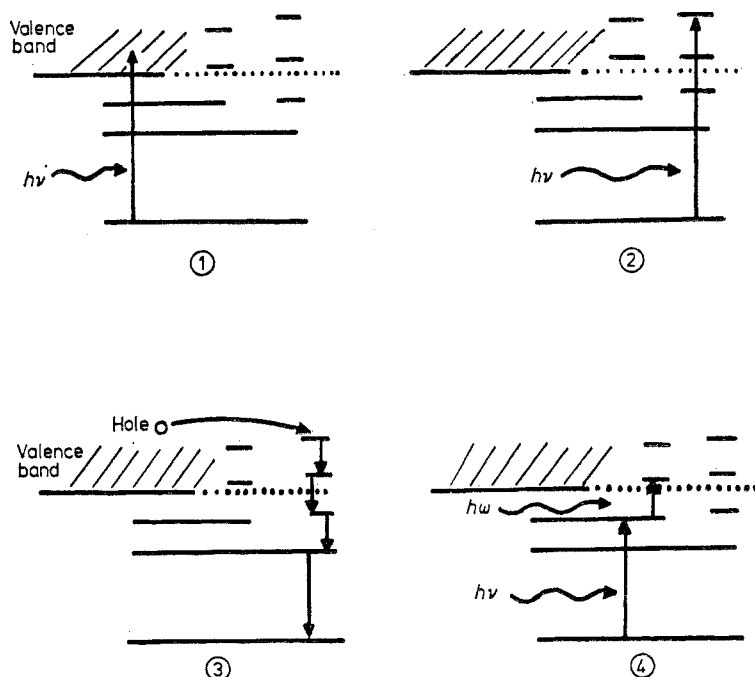 Valence
band
hν
①
hν
②
Hole
Valence
band
③
hω
hν
④